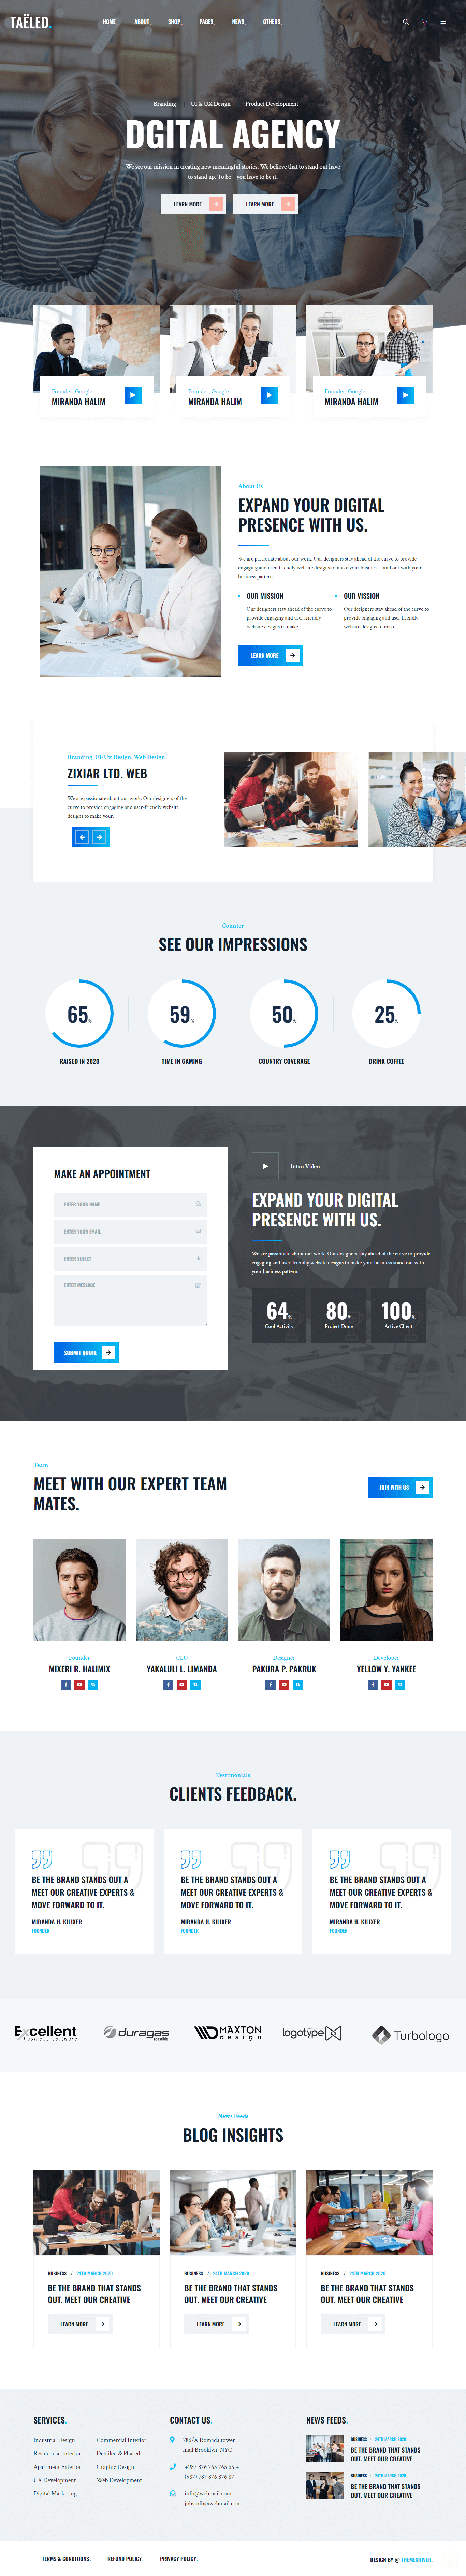 TAËLED.
HOME ABOUT SHOP PAGES NEWS OTHERS
Branding UI & UX Design Product Development
DGITAL AGENCY
We see our mission in creating new meaningful stories. We believe that to stand out have
to stand up. To be – you have to be it.
LEARN MORE LEARN MORE
Founder, Google
MIRANDA HALIM
Founder, Google
MIRANDA HALIM
Founder, Google
MIRANDA HALIM
About Us
EXPAND YOUR DIGITAL
PRESENCE WITH US.
We are passionate about our work. Our designers stay ahead of the curve to provide
engaging and user-friendly website designs to make your business stand out with your
business pattern.
OUR MISSION
Our designers stay ahead of the curve to
provide engaging and user-friendly
website designs to make.
OUR VISSION
Our designers stay ahead of the curve to
provide engaging and user-friendly
website designs to make.
LEARN MORE
Branding, Ui/Ux Design, Web Design
ZIXIAR LTD. WEB
We are passionate about our work. Our designers of the
curve to provide engaging and user-friendly website
designs to make your.
Counter
SEE OUR IMPRESSIONS
65% 59% 50% 25%
RAISED IN 2020 TIME IN GAMING COUNTRY COVERAGE DRINK COFFEE
MAKE AN APPOINTMENT
ENTER YOUR NAME
ENTER YOUR EMAIL
ENTER SUBJECT
ENTER MESSAGE
SUBMIT QUOTE
Intro Video
EXPAND YOUR DIGITAL
PRESENCE WITH US.
We are passionate about our work. Our designers stay ahead of the curve to provide
engaging and user-friendly website designs to make your business stand out with
your business pattern.
64% 80% 100%
Cool Activity Project Done Active Client
Team
MEET WITH OUR EXPERT TEAM
MATES.
JOIN WITH US
Founder
MIXERI R. HALIMIX
CEO
YAKALULI L. LIMANDA
Designer
PAKURA P. PAKRUK
Developer
YELLOW Y. YANKEE
Testimonials
CLIENTS FEEDBACK.
BE THE BRAND STANDS OUT A
MEET OUR CREATIVE EXPERTS &
MOVE FORWARD TO IT.
MIRANDA H. KILIXER
FOUNDER
BE THE BRAND STANDS OUT A
MEET OUR CREATIVE EXPERTS &
MOVE FORWARD TO IT.
MIRANDA H. KILIXER
FOUNDER
BE THE BRAND STANDS OUT A
MEET OUR CREATIVE EXPERTS &
MOVE FORWARD TO IT.
MIRANDA H. KILIXER
FOUNDER
Excellent
Business software
duragas
MAXTON
design
logotype
Turbologo
News Feeds
BLOG INSIGHTS
BUSINESS / 24TH MARCH 2020
BE THE BRAND THAT STANDS
OUT. MEET OUR CREATIVE
LEARN MORE
BUSINESS / 24TH MARCH 2020
BE THE BRAND THAT STANDS
OUT. MEET OUR CREATIVE
LEARN MORE
BUSINESS / 24TH MARCH 2020
BE THE BRAND THAT STANDS
OUT. MEET OUR CREATIVE
LEARN MORE
SERVICES.
Industrial Design Commercial Interior
Residencial Interior Detailed & Phased
Apartment Exterior Graphic Design
UX Development Web Development
Digital Marketing
CONTACT US.
786/A Romada tower
mall Brooklyn, NYC
+987 876 765 765 65 +
(987) 787 876 876 87
info@webmail.com
jobsinfo@webmail.com
NEWS FEEDS.
BUSINESS / 24TH MARCH 2020
BE THE BRAND THAT STANDS
OUT. MEET OUR CREATIVE
BUSINESS / 24TH MARCH 2020
BE THE BRAND THAT STANDS
OUT. MEET OUR CREATIVE
TERMS & CONDITIONS. REFUND POLICY. PRIVACY POLICY.
DESIGN BY @ THEMEXRIVER.